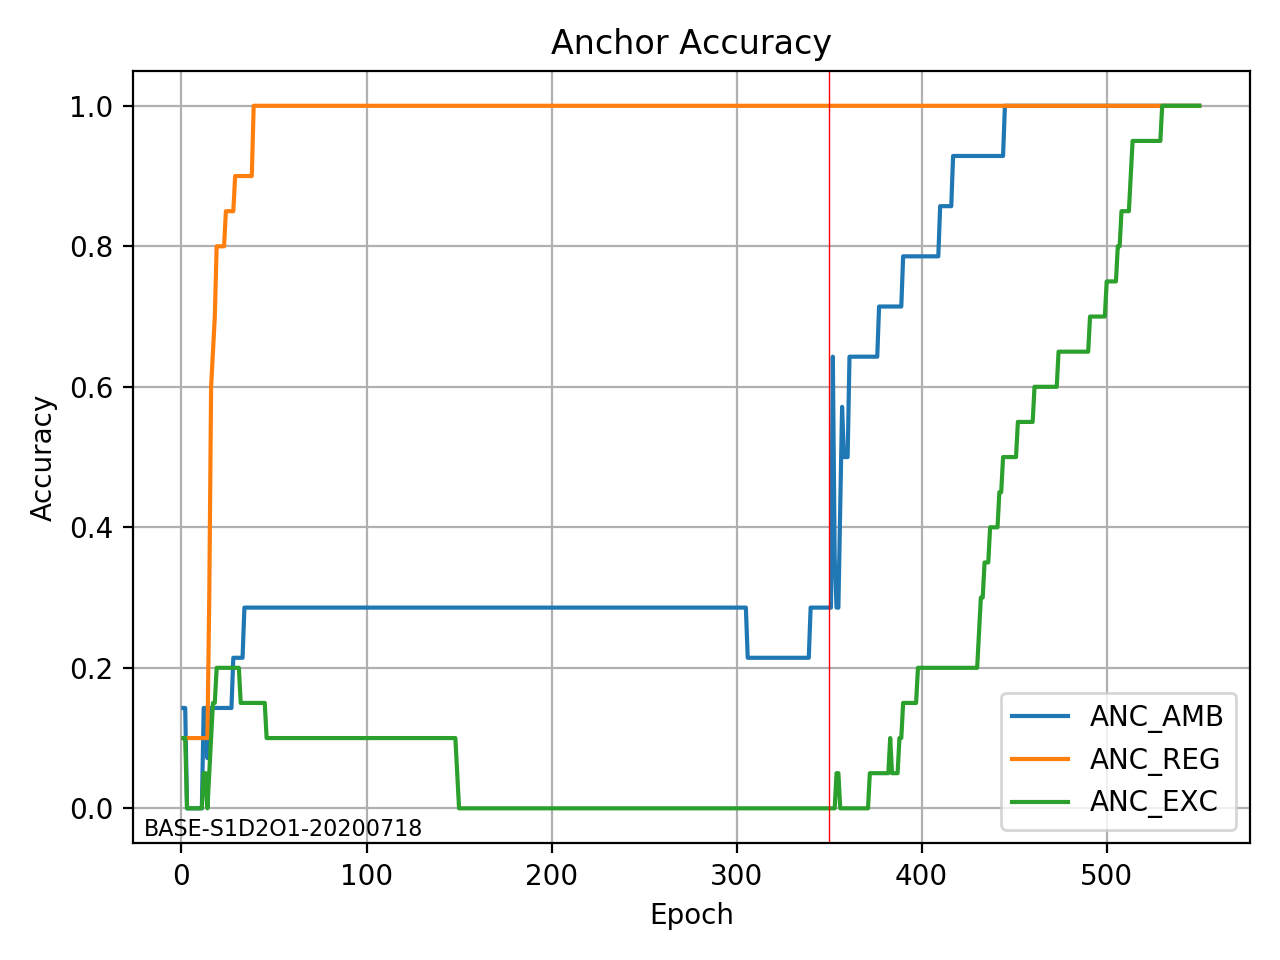 Anchor Accuracy
1.0
0.8
0.6
0.4
0.2
0.0
Accuracy
BASE-S1D2O1-20200718
ANC_AMB
ANC_REG
ANC_EXC
0 100 200 300 400 500
Epoch